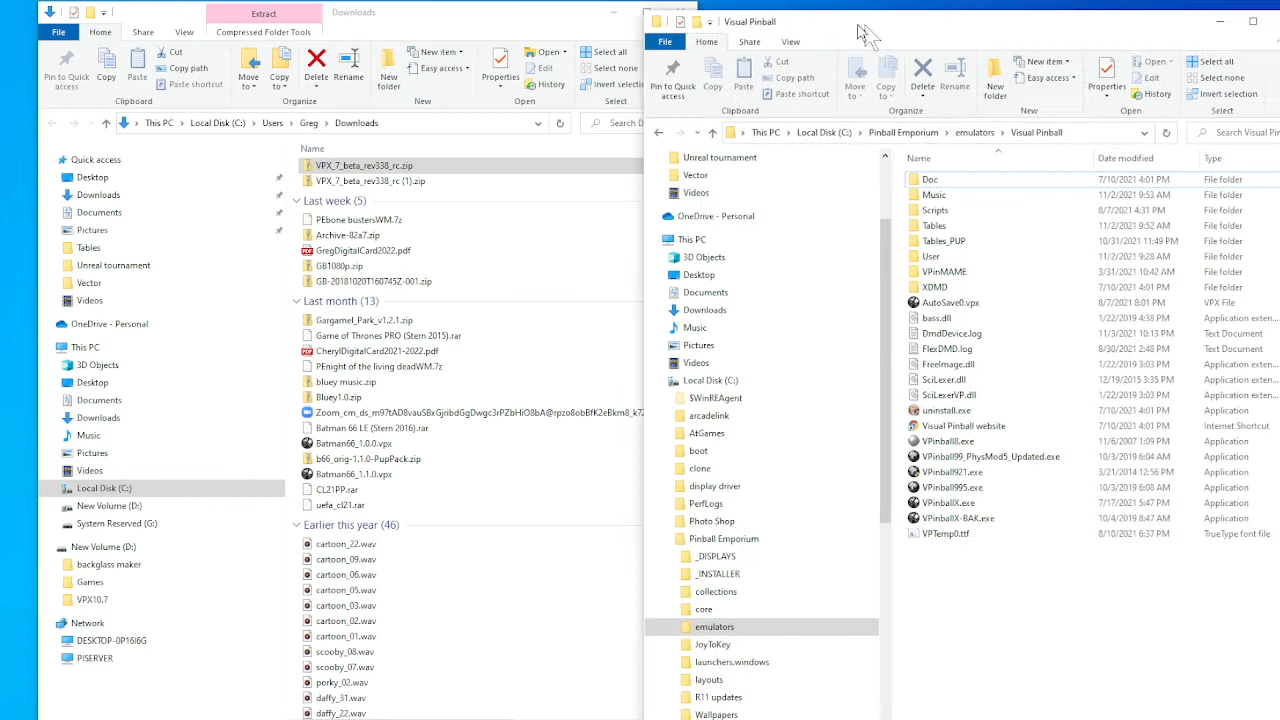 Extract
Downloads
File
Home
Share
View
Compressed Folder Tools
Pin to Quick access
Copy
Paste
Cut
Copy path
Paste shortcut
Move to
Copy to
Delete
Rename
New folder
New item
Easy access
Properties
Open
Edit
History
Select all
Select none
Invert selectio
Clipboard
Organize
New
Open
Select
This PC > Local Disk (C:) > Users > Greg > Downloads
Search D
Quick access
Desktop
Downloads
Documents
Pictures
Tables
Unreal tournament
Vector
Videos
OneDrive - Personal
This PC
3D Objects
Desktop
Documents
Downloads
Music
Pictures
Videos
Local Disk (C:)
New Volume (D:)
System Reserved (G:)
New Volume (D:)
backglass maker
Games
VPX10.7
Network
DESKTOP-0P16I6G
PISERVER
Name
VPX_7_beta_rev338_rc.zip
VPX_7_beta_rev338_rc (1).zip
Last week (5)
PEbone bustersWM.7z
Archive-82a7.zip
GregDigitalCard2022.pdf
GB1080p.zip
GB-20181020T160745Z-001.zip
Last month (13)
Gargamel_Park_v1.2.1.zip
Game of Thrones PRO (Stern 2015).rar
CherylDigitalCard2021-2022.pdf
PEnight of the living deadWM.7z
bluey music.zip
Bluey1.0.zip
Batman 66 LE (Stern 2016).rar
Batman66_1.0.0.vpx
b66_orig-1.1.0-PupPack.zip
Batman66_1.1.0.vpx
CL21PP.rar
uefa_cl21.rar
Earlier this year (46)
cartoon_22.wav
cartoon_09.wav
cartoon_06.wav
cartoon_05.wav
cartoon_03.wav
cartoon_02.wav
cartoon_01.wav
scooby_08.wav
scooby_07.wav
porky_02.wav
daffy_31.wav
daffy_22.wav
Visual Pinball
File
Home
Share
View
Pin to Quick access
Copy
Paste
Cut
Copy path
Paste shortcut
Move to
Copy to
Delete
Rename
New folder
New item
Easy access
Properties
Open
Edit
History
Select all
Select none
Invert selection
Clipboard
Organize
New
Open
Select
This PC > Local Disk (C:) > Pinball Emporium > emulators > Visual Pinball
Search Visual Pin
Unreal tournament
Vector
Videos
OneDrive - Personal
This PC
3D Objects
Desktop
Documents
Downloads
Music
Pictures
Videos
Local Disk (C:)
$WinREAgent
arcadelink
AtGames
boot
clone
display driver
PerfLogs
Photo Shop
Pinball Emporium
_DISPLAYS
_INSTALLER
collections
core
emulators
JoyToKey
launchers.windows
layouts
R11 updates
Wallpapers
Name Date modified Type
Doc 7/10/2021 4:01 PM File folder
Music 11/2/2021 9:53 AM File folder
Scripts 8/7/2021 4:31 PM File folder
Tables 11/2/2021 9:52 AM File folder
Tables_PUP 10/31/2021 11:49 PM File folder
User 11/2/2021 9:28 AM File folder
VPinMAME 3/31/2021 10:42 AM File folder
XDMD 7/10/2021 4:01 PM File folder
AutoSave0.vpx 8/7/2021 8:01 PM VPX File
bass.dll 1/22/2019 4:38 PM Application exten...
DmdDevice.log 11/3/2021 10:13 PM Text Document
FlexDMD.log 8/30/2021 2:48 PM Text Document
FreeImage.dll 1/22/2019 3:03 PM Application exten...
SciLexer.dll 12/19/2015 3:35 PM Application exten...
SciLexerVP.dll 1/22/2019 3:03 PM Application exten...
uninstall.exe 7/10/2021 4:01 PM Application
Visual Pinball website 7/10/2021 4:01 PM Internet Shortcut
VPinball8.exe 11/6/2007 1:09 PM Application
VPinball99_PhysMod5_Updated.exe 10/3/2019 6:04 AM Application
VPinball921.exe 3/21/2014 12:56 PM Application
VPinball995.exe 10/3/2019 6:08 AM Application
VPinballX.exe 7/17/2021 5:47 PM Application
VPinballX-BAK.exe 10/4/2019 8:47 AM Application
VPTemp0.ttf 8/10/2021 6:37 PM TrueType font file